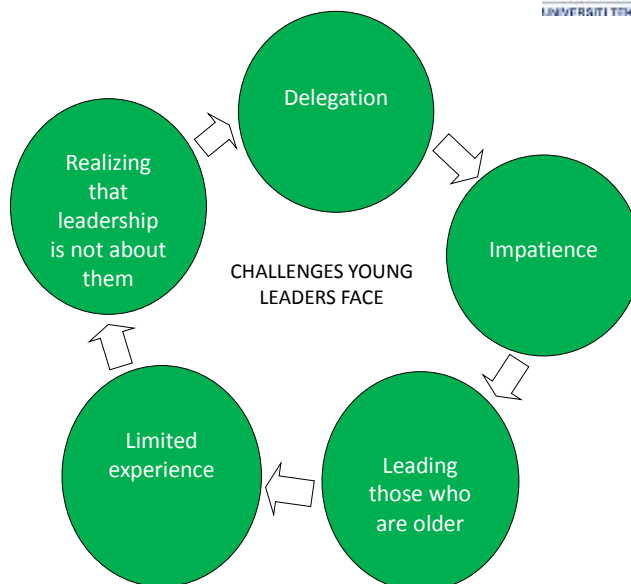 UNIVERSITI
Delegation
Impatience
Leading
those who
are older
Limited
experience
Realizing
that
leadership
is not about
them
CHALLENGES YOUNG
LEADERS FACE